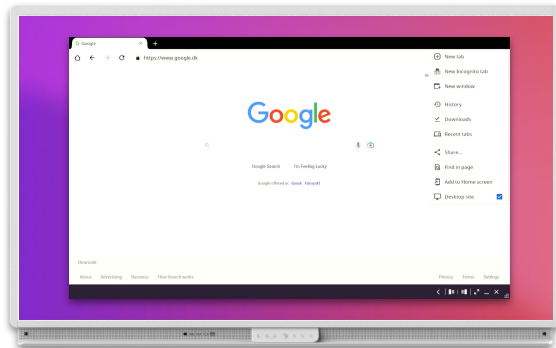 Google
https://www.google.dk
New tab
New Incognito tab
New window
History
Downloads
Recent tabs
Share...
Find in page
Add to Home screen
Desktop site
Google
Google Search I'm Feeling Lucky
Google offered in: dansk Føroyskt
Denmark
About Advertising Business How Search works
Privacy Terms Settings